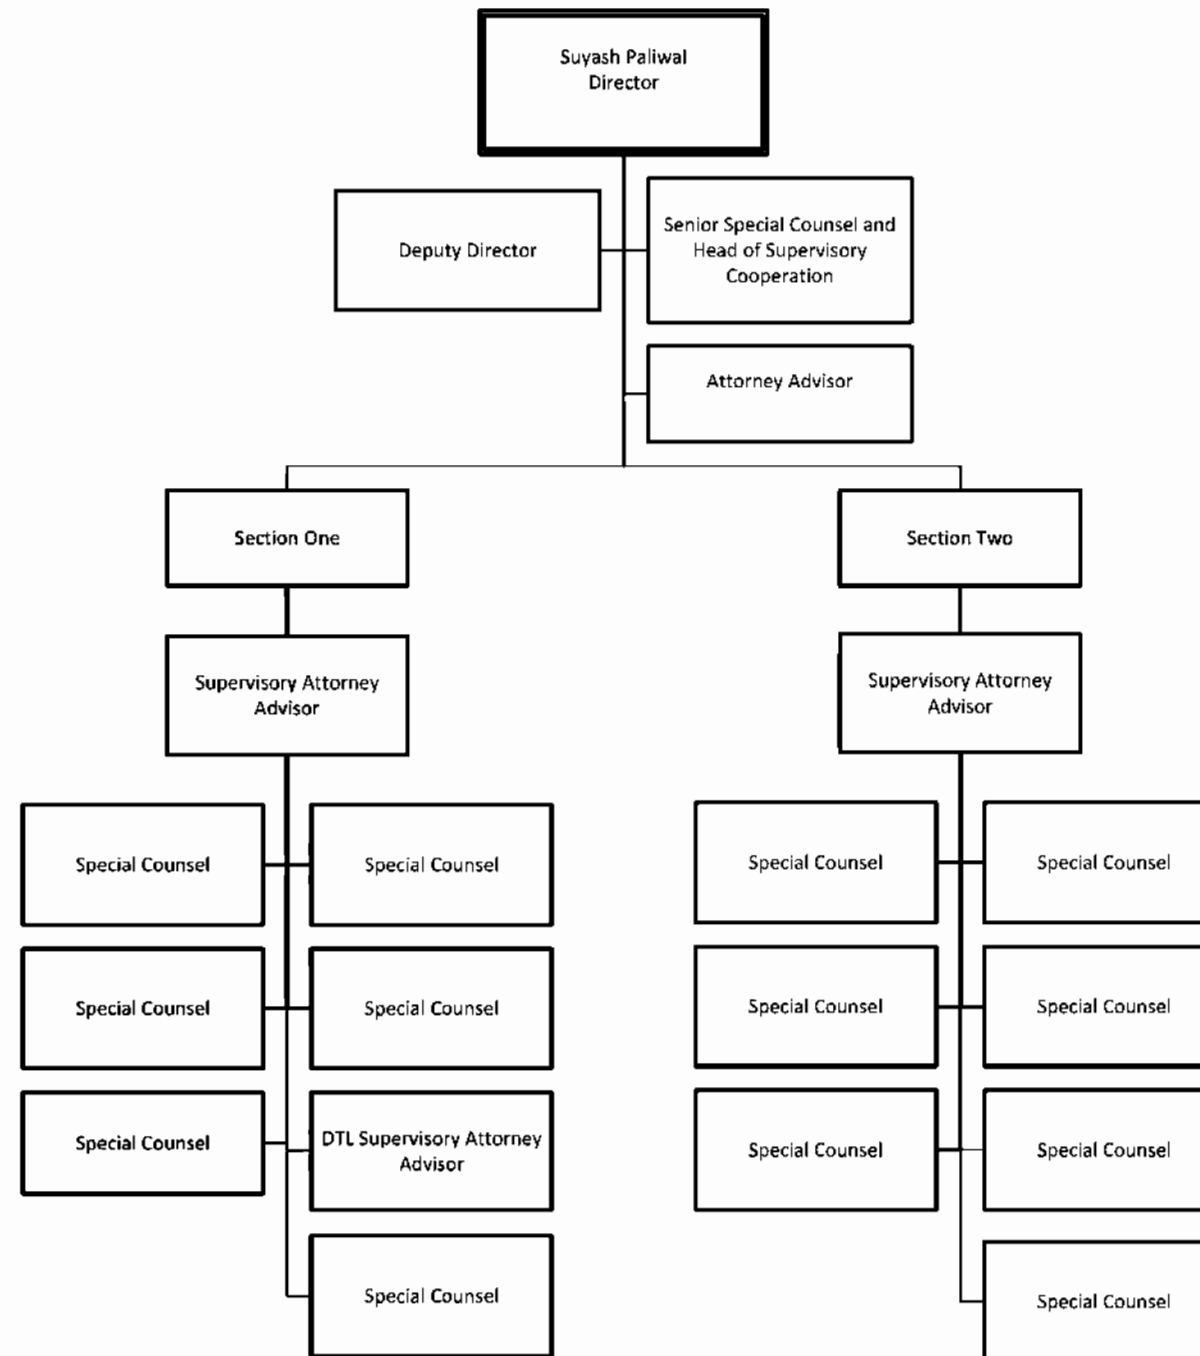 Suyash Paliwal
Director
Deputy Director
Senior Special Counsel and
Head of Supervisory
Cooperation
Attorney Advisor
Section One
Section Two
Supervisory Attorney
Advisor
Supervisory Attorney
Advisor
Special Counsel
Special Counsel
Special Counsel
Special Counsel
Special Counsel
Special Counsel
Special Counsel
Special Counsel
Special Counsel
DTL Supervisory Attorney
Advisor
Special Counsel
Special Counsel
Special Counsel
Special Counsel